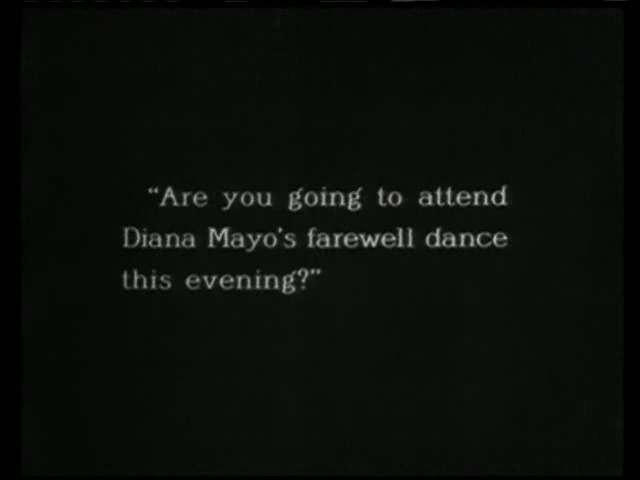 “Are you going to attend
Diana Mayo's farewell dance
this evening?”